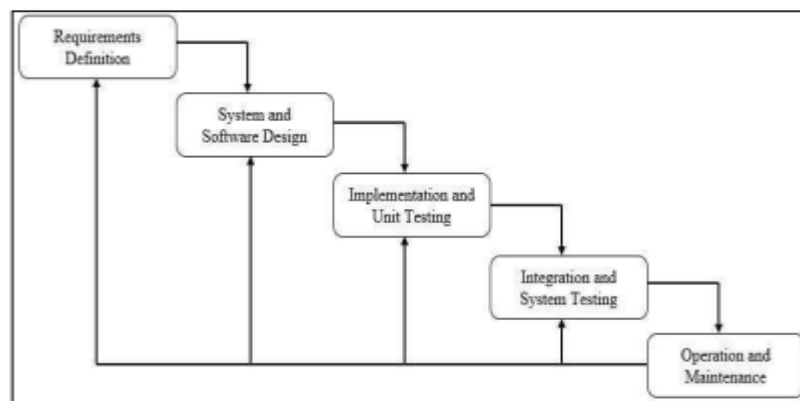 Requirements
Definition
System and
Software Design
Implementation and
Unit Testing
Integration and
System Testing
Operation and
Maintenance